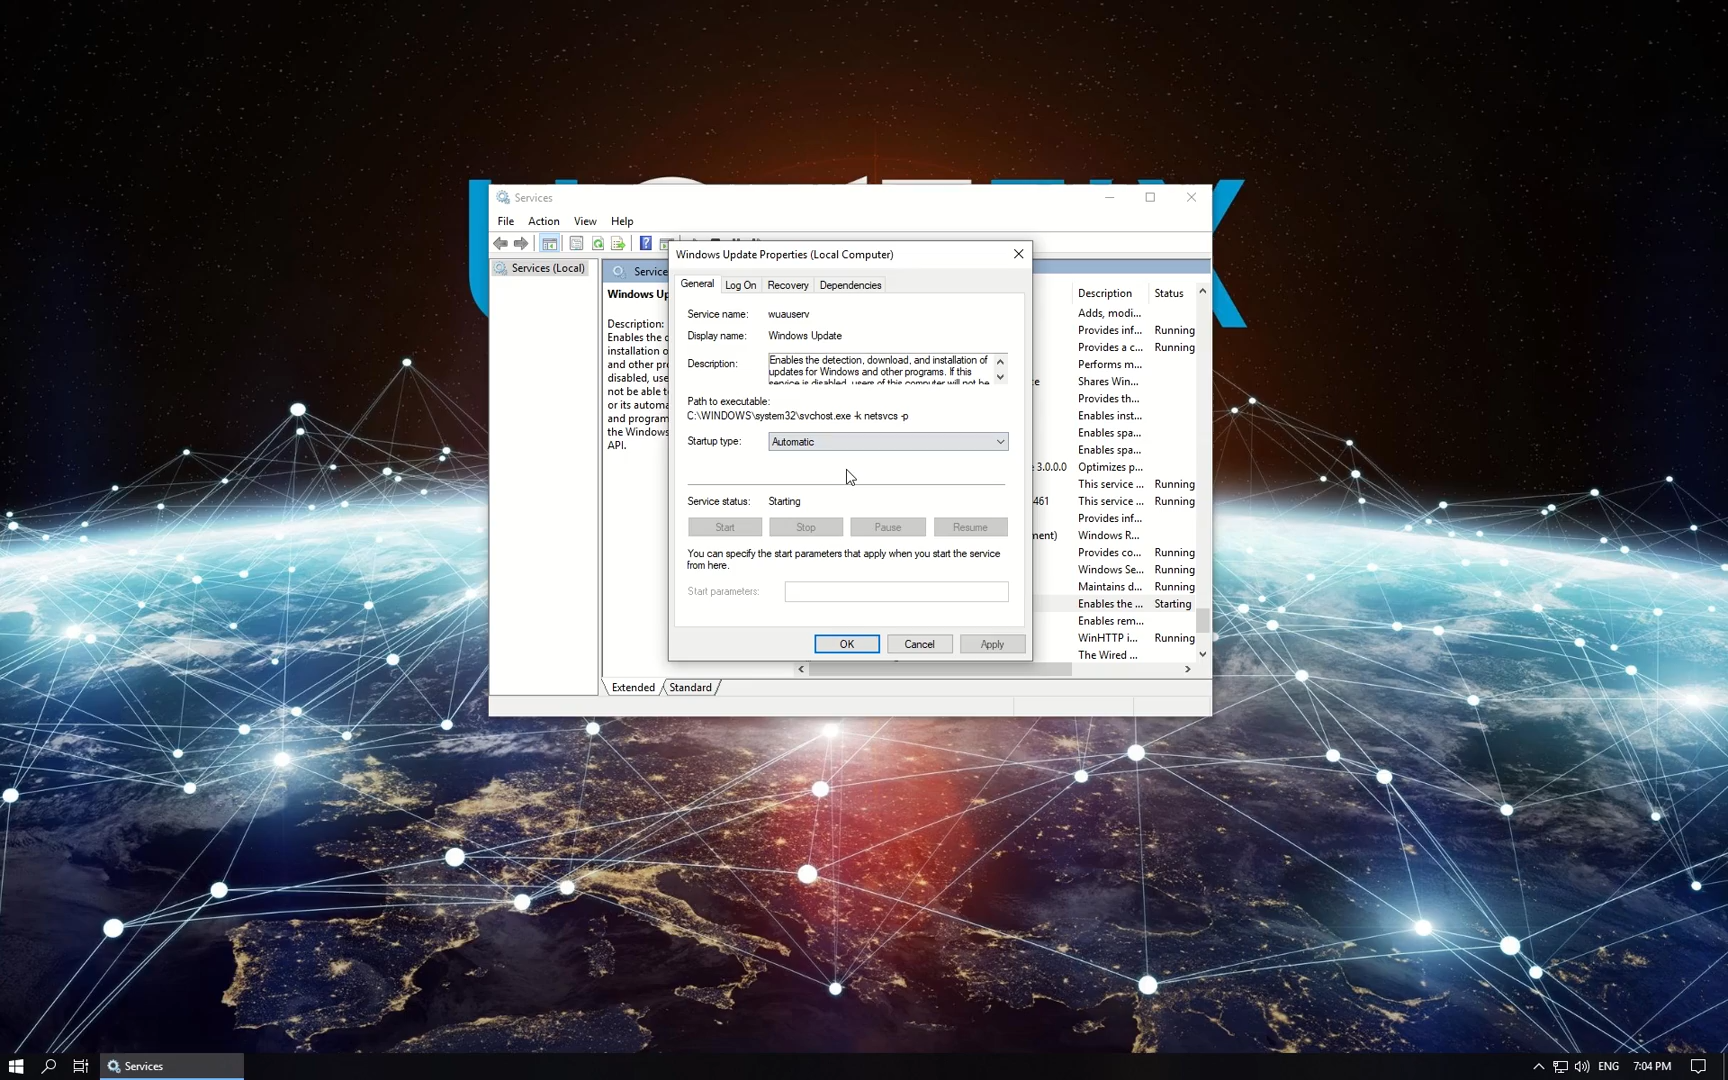 Services
File Action View Help
Services (Local)
Service
Windows Up
Description:
Enables the d
installation o
and other pro
disabled, use
not be able to
or its automa
and program
the Windows
API.
Windows Update Properties (Local Computer)
General Log On Recovery Dependencies
Service name: wuauserv
Display name: Windows Update
Description: Enables the detection, download, and installation of
updates for Windows and other programs. If this
service is disabled, users of this computer will not be
Path to executable:
C:\WINDOWS\system32\svchost.exe -k netsvcs -p
Startup type: Automatic
Service status: Starting
Start Stop Pause Resume
You can specify the start parameters that apply when you start the service
from here.
Start parameters:
OK Cancel Apply
Description Status
Adds, modi...
Provides inf... Running
Provides a c... Running
Performs m...
Shares Win...
Provides th...
Enables inst...
Enables spa...
Enables spa...
3.0.0.0 Optimizes p...
This service ... Running
461 This service ... Running
Provides inf...
ment) Windows R...
Provides co... Running
Windows Se... Running
Maintains d... Running
Enables the ... Starting
Enables rem...
WinHTTP i... Running
The Wired ...
Extended Standard
Services
ENG 7:04 PM